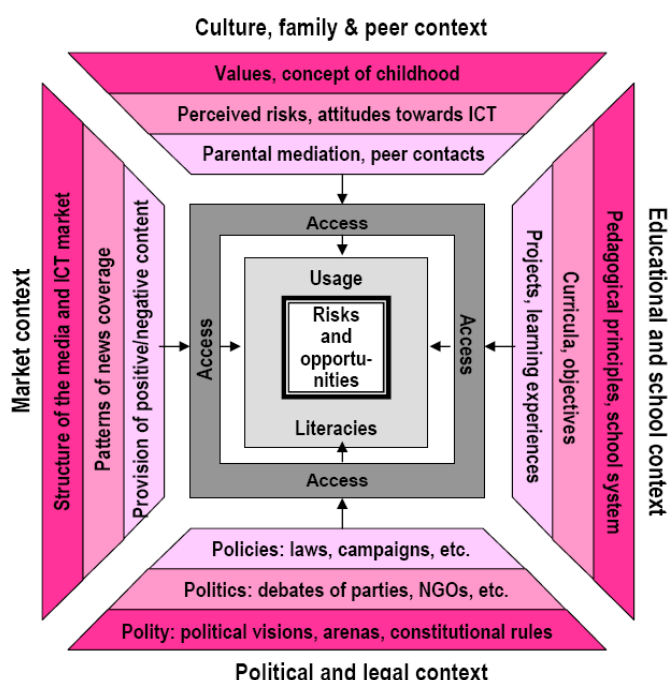 Culture, family & peer context
Values, concept of childhood
Perceived risks, attitudes towards ICT
Parental mediation, peer contacts
Market context
Structure of the media and ICT market
Patterns of news coverage
Provision of positive/negative content
Access
Access
Usage
Risks
and
opportu-
nities
Literacies
Access
Access
Projects, learning experiences
Curricula, objectives
Pedagogical principles, school system
Educational and school context
Policies: laws, campaigns, etc.
Politics: debates of parties, NGOs, etc.
Polity: political visions, arenas, constitutional rules
Political and legal context